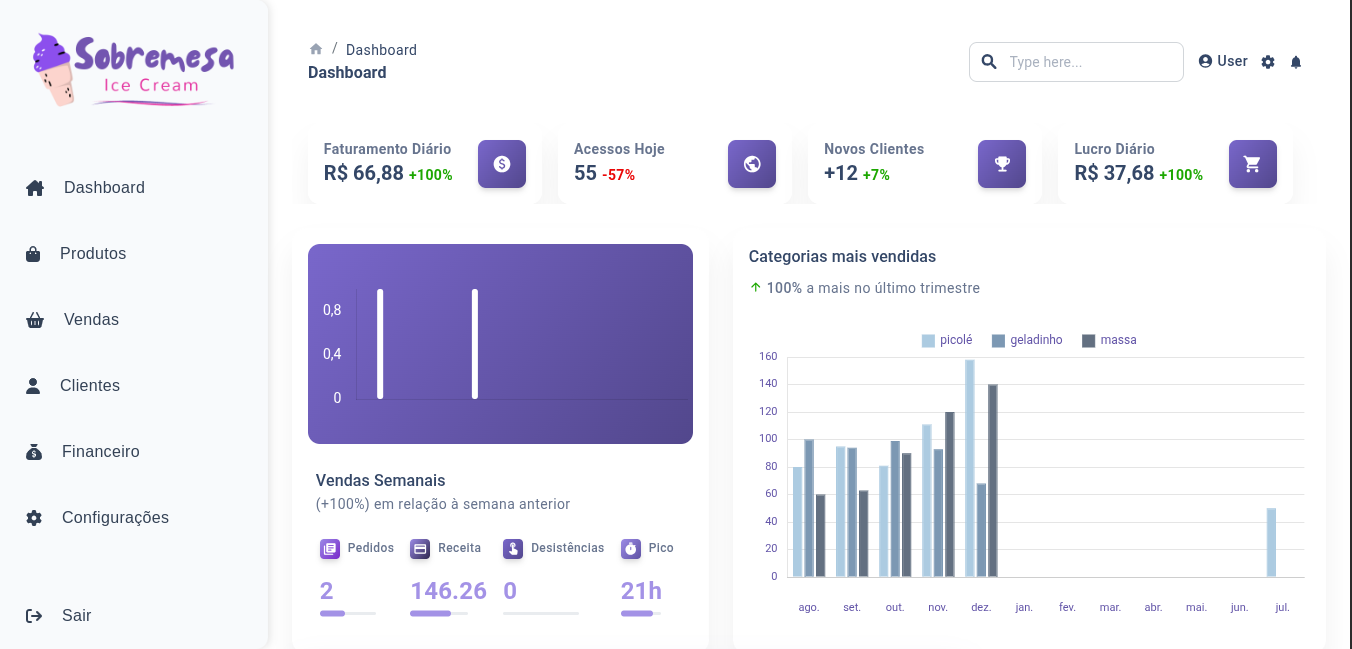 Sobremesa
Ice Cream
Dashboard
Produtos
Vendas
Clientes
Financeiro
Configurações
Sair
/ Dashboard
Dashboard
Type here...
User
Faturamento Diário
R$ 66,88 +100%
Acessos Hoje
55 -57%
Novos Clientes
+12 +7%
Lucro Diário
R$ 37,68 +100%
0,8
0,4
0
Vendas Semanais
(+100%) em relação à semana anterior
Pedidos
2
Receita
146.26
Desistências
0
Pico
21h
Categorias mais vendidas
100% a mais no último trimestre
picolé geladinho massa
160
140
120
100
80
60
40
20
0
ago. set. out. nov. dez. jan. fev. mar. abr. mai. jun. jul.